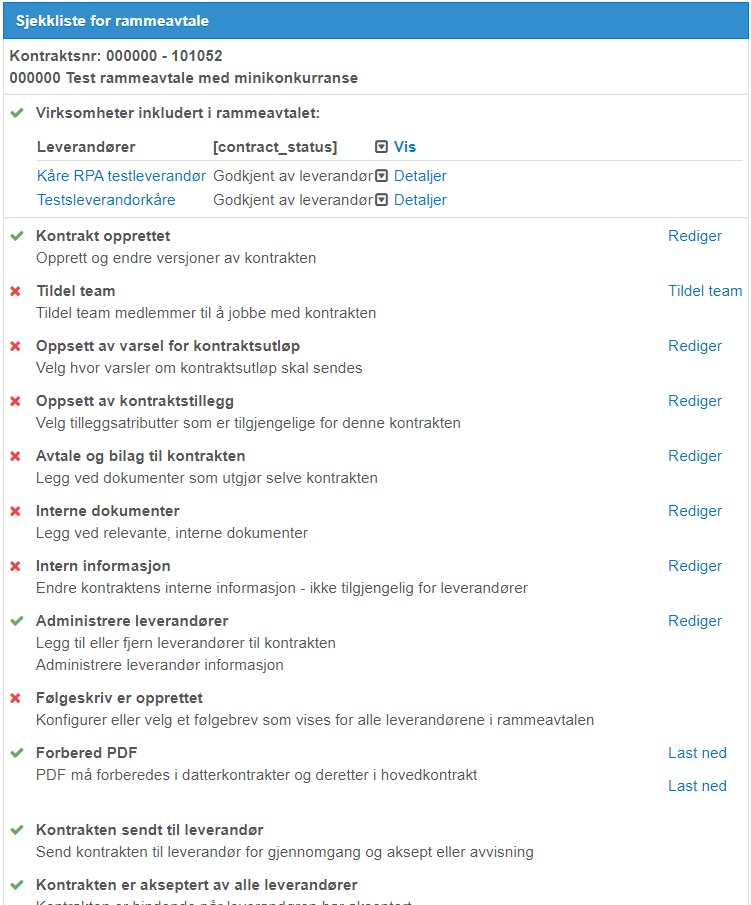 Sjekkliste for rammeavtale
Kontraktsnr: 000000 - 101052
000000 Test rammeavtale med minikonkurranse
Virksomheter inkludert i rammeavtalet:
Leverandører [contract_status] Vis
Kåre RPA testleverandør Godkjent av leverandør Detaljer
Testsleverandorkåre Godkjent av leverandør Detaljer
Kontrakt opprettet Rediger
Opprett og endre versjoner av kontrakten
Tildel team Tildel team
Tildel team medlemmer til å jobbe med kontrakten
Oppsett av varsel for kontraktsutløp Rediger
Velg hvor varsler om kontraktsutløp skal sendes
Oppsett av kontraktstillegg Rediger
Velg tilleggsatributter som er tilgjengelige for denne kontrakten
Avtale og bilag til kontrakten Rediger
Legg ved dokumenter som utgjør selve kontrakten
Interne dokumenter Rediger
Legg ved relevante, interne dokumenter
Intern informasjon Rediger
Endre kontraktens interne informasjon - ikke tilgjengelig for leverandører
Administrere leverandører Rediger
Legg til eller fjern leverandører til kontrakten
Administrere leverandør informasjon
Følgeskriv er opprettet
Konfigurer eller velg et følgebrev som vises for alle leverandørene i rammeavtalen
Forbered PDF Last ned
PDF må forberedes i datterkontrakter og deretter i hovedkontrakt
Last ned
Kontrakten sendt til leverandør
Send kontrakten til leverandør for gjennomgang og aksept eller avvisning
Kontrakten er akseptert av alle leverandører